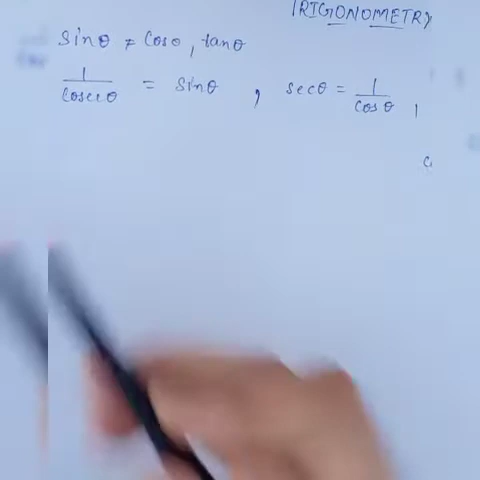 TRIGONOMETRY
sinθ ≠ cosθ, tanθ
1/cosecθ = sinθ , secθ = 1/cosθ ,